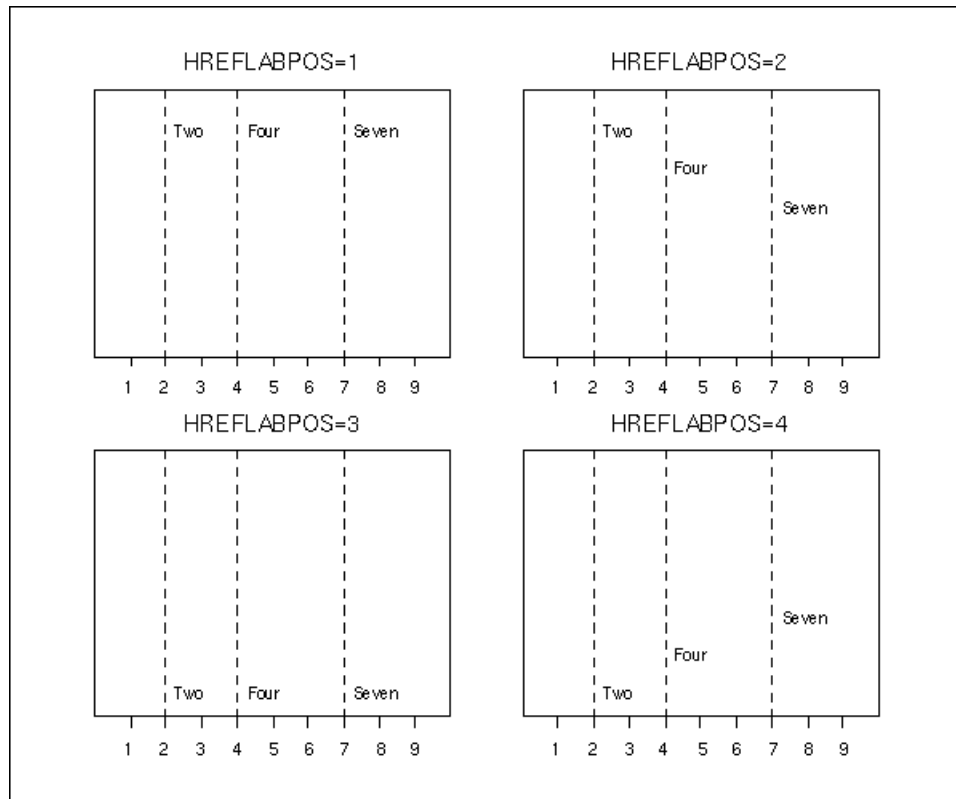 HREFLABPOS=1
Two Four Seven
1 2 3 4 5 6 7 8 9
HREFLABPOS=2
Two
Four
Seven
1 2 3 4 5 6 7 8 9
HREFLABPOS=3
Two Four Seven
1 2 3 4 5 6 7 8 9
HREFLABPOS=4
Seven
Four
Two
1 2 3 4 5 6 7 8 9